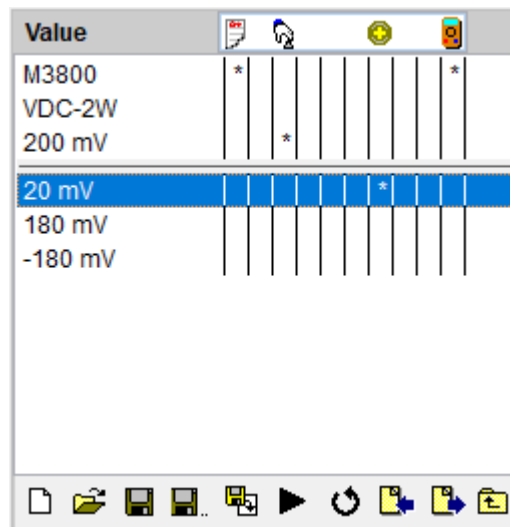 Value
M3800 * *
VDC-2W
200 mV *
20 mV *
180 mV
-180 mV